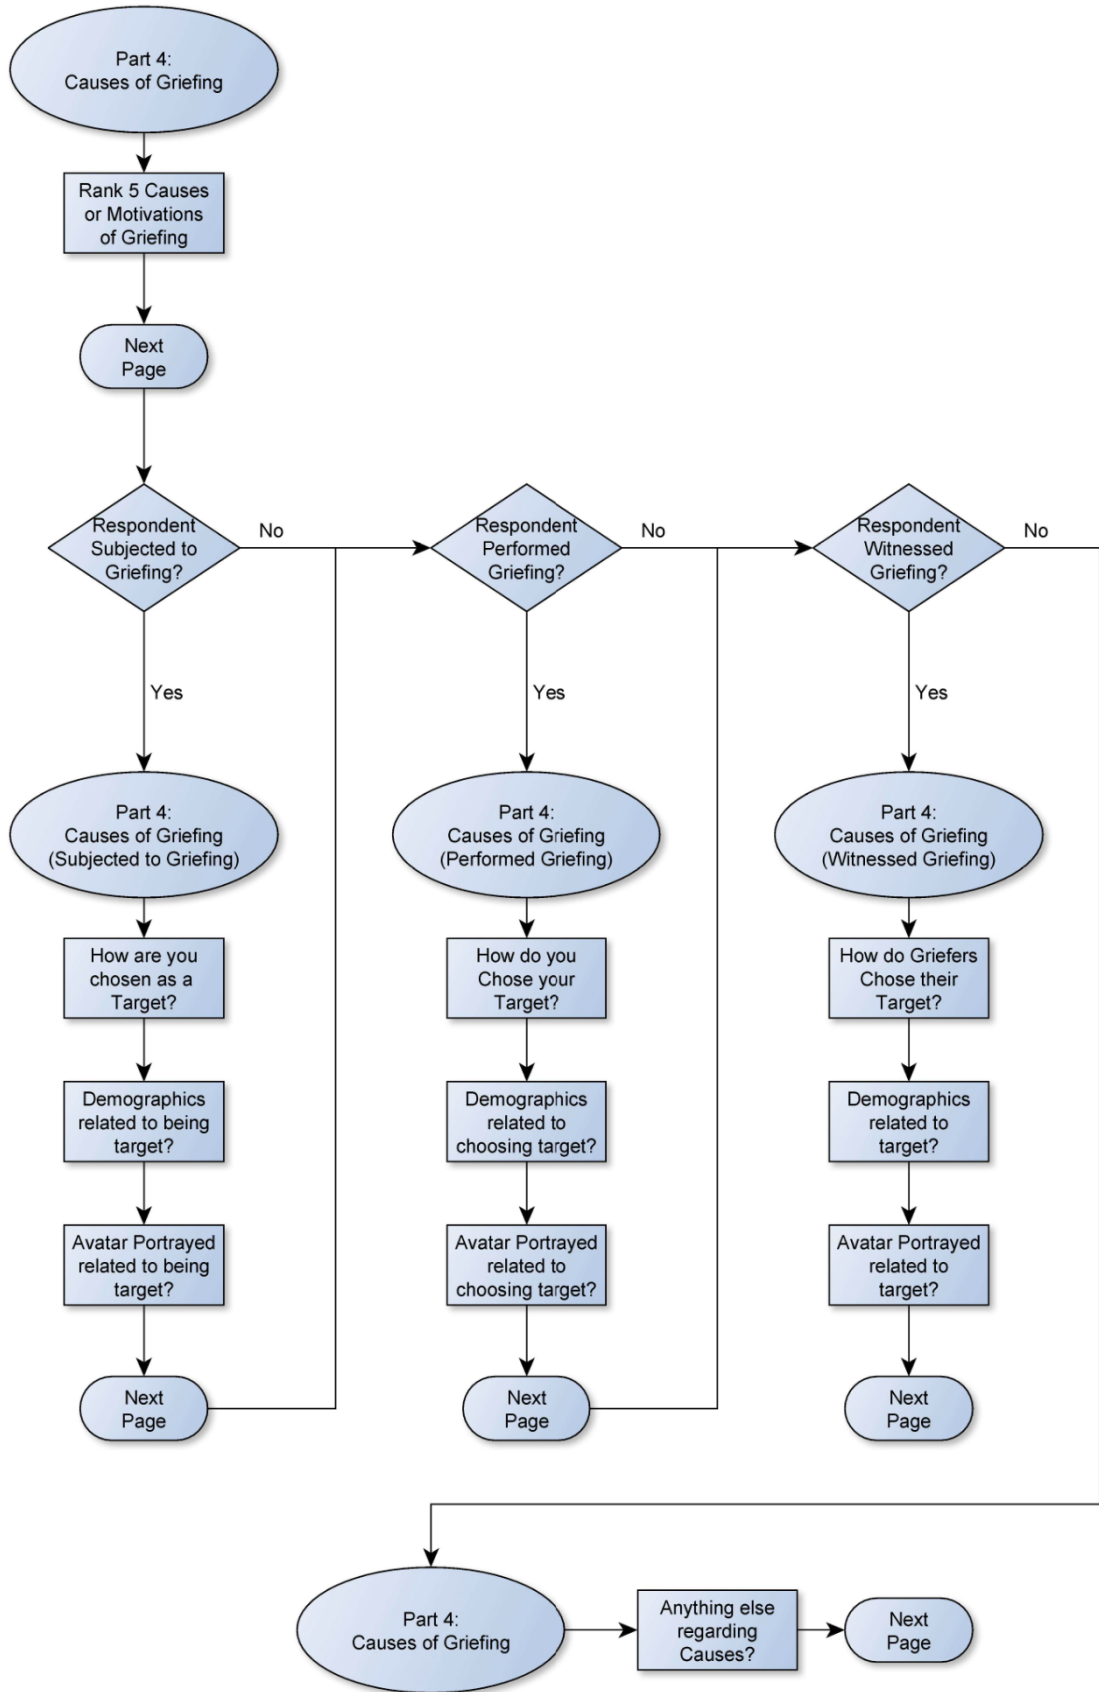 Part 4:
Causes of Griefing
Rank 5 Causes
or Motivations
of Griefing
Next
Page
Respondent
Subjected to
Griefing?
No
Respondent
Performed
Griefing?
No
Respondent
Witnessed
Griefing?
No
Yes
Yes
Yes
Part 4:
Causes of Griefing
(Subjected to Griefing)
Part 4:
Causes of Griefing
(Performed Griefing)
Part 4:
Causes of Griefing
(Witnessed Griefing)
How are you
chosen as a
Target?
How do you
Chose your
Target?
How do Griefers
Chose their
Target?
Demographics
related to being
target?
Demographics
related to
choosing target?
Demographics
related to
target?
Avatar Portrayed
related to being
target?
Avatar Portrayed
related to
choosing target?
Avatar Portrayed
related to
target?
Next
Page
Next
Page
Next
Page
Part 4:
Causes of Griefing
Anything else
regarding
Causes?
Next
Page